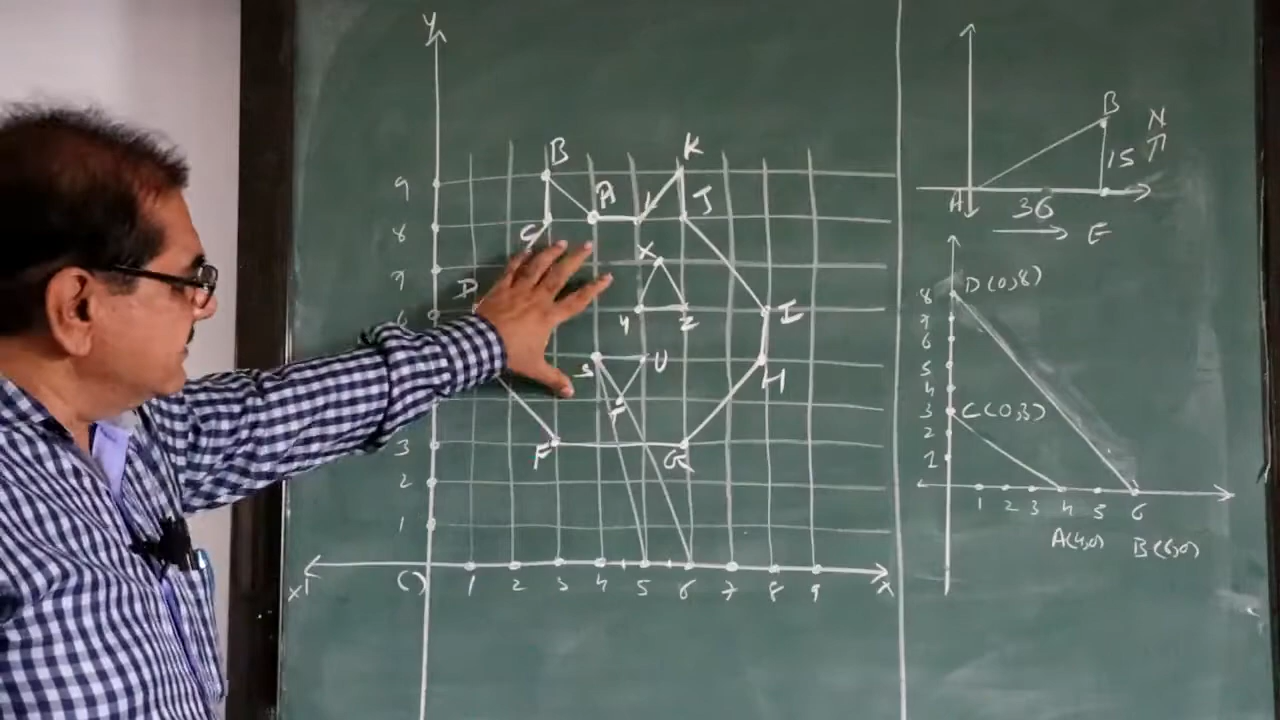 Y
B
K
9
A
J
8
C
X
7
D
I
6
Y
Z
S
U
H
T
3
F
G
2
1
X'
O
1 2 3 4 5 6 7 8 9
X
B
N
15
A
36
E
8
D(0,8)
7
6
5
4
3
C(0,3)
2
1
1 2 3 4 5 6
A(4,0) B(6,0)